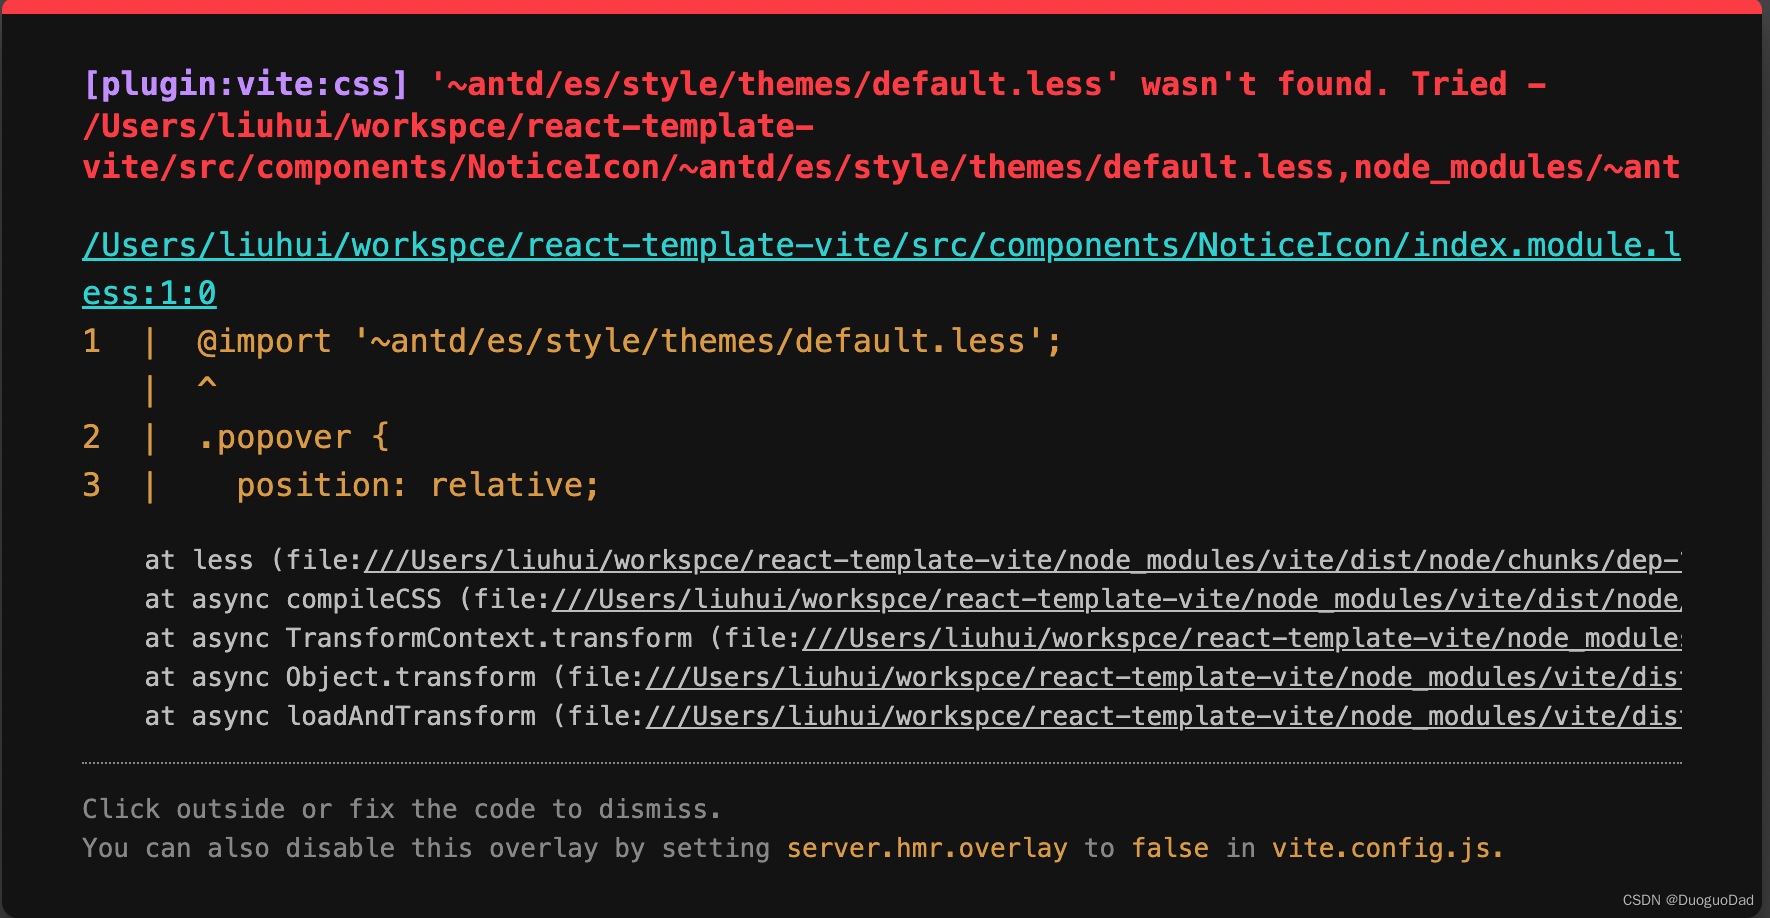 [plugin:vite:css] '~antd/es/style/themes/default.less' wasn't found. Tried -
/Users/liuhui/workspce/react-template-
vite/src/components/NoticeIcon/~antd/es/style/themes/default.less,node_modules/~ant
/Users/liuhui/workspce/react-template-vite/src/components/NoticeIcon/index.module.l
ess:1:0
1  |  @import '~antd/es/style/themes/default.less';
   |  ^
2  |  .popover {
3  |    position: relative;
at less (file:///Users/liuhui/workspce/react-template-vite/node_modules/vite/dist/node/chunks/dep-
at async compileCSS (file:///Users/liuhui/workspce/react-template-vite/node_modules/vite/dist/node/
at async TransformContext.transform (file:///Users/liuhui/workspce/react-template-vite/node_modules
at async Object.transform (file:///Users/liuhui/workspce/react-template-vite/node_modules/vite/dist
at async loadAndTransform (file:///Users/liuhui/workspce/react-template-vite/node_modules/vite/dist
Click outside or fix the code to dismiss.
You can also disable this overlay by setting server.hmr.overlay to false in vite.config.js.
CSDN @DuoguoDad